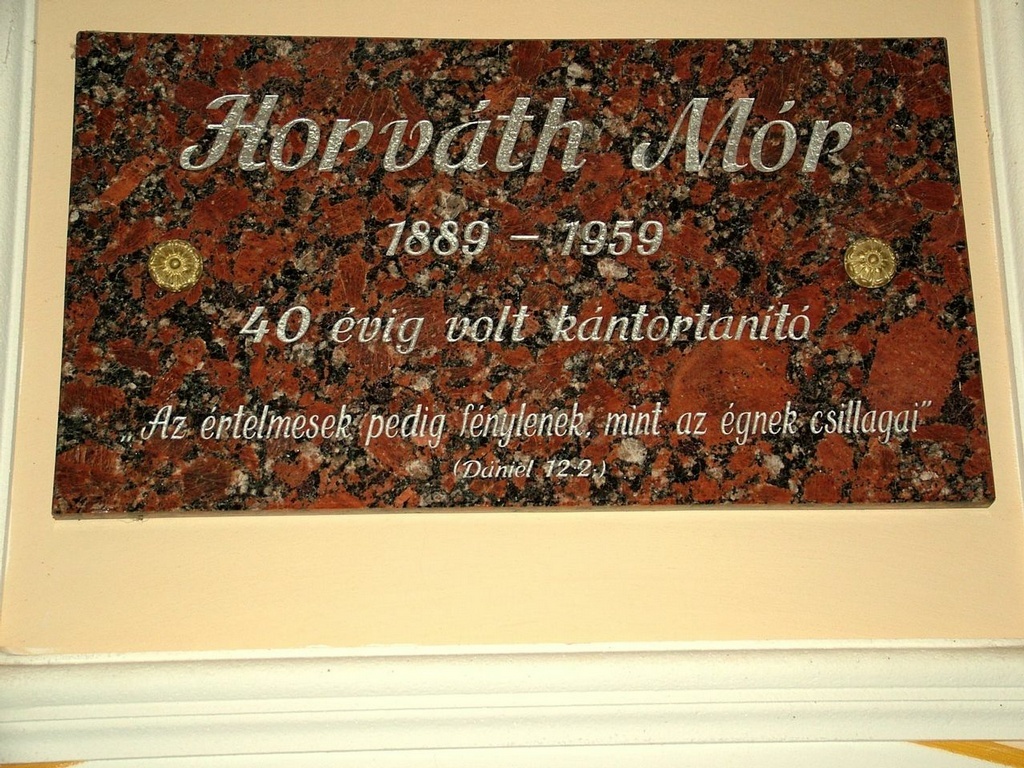 Horváth Mór
1889 – 1959
40 évig volt kántortanító
„Az értelmesek pedig fénylenek, mint az égnek csillagai”
(Dániel 12.2.)